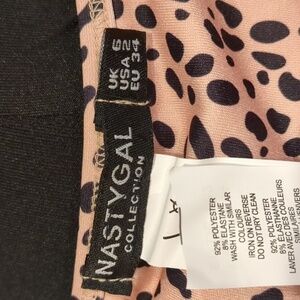 UK 6
USA 2
EU 34
NASTYGAL
COLLECTION
92% POLYESTER
8% ELASTANE
WASH WITH SIMILAR
COLOURS
IRON ON REVERSE
DO NOT DRY CLEAN
92% POLYESTER
8% ELASTHANNE
LAVER AVEC DES